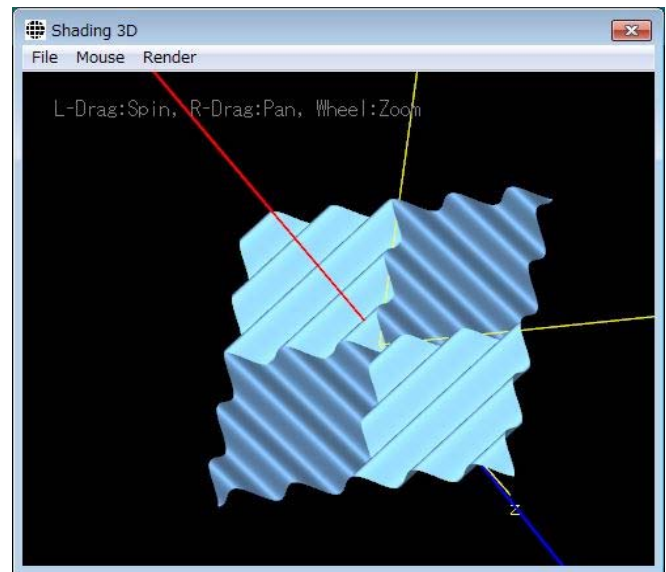 Shading 3D
File Mouse Render
L-Drag:Spin, R-Drag:Pan, Wheel:Zoom
z